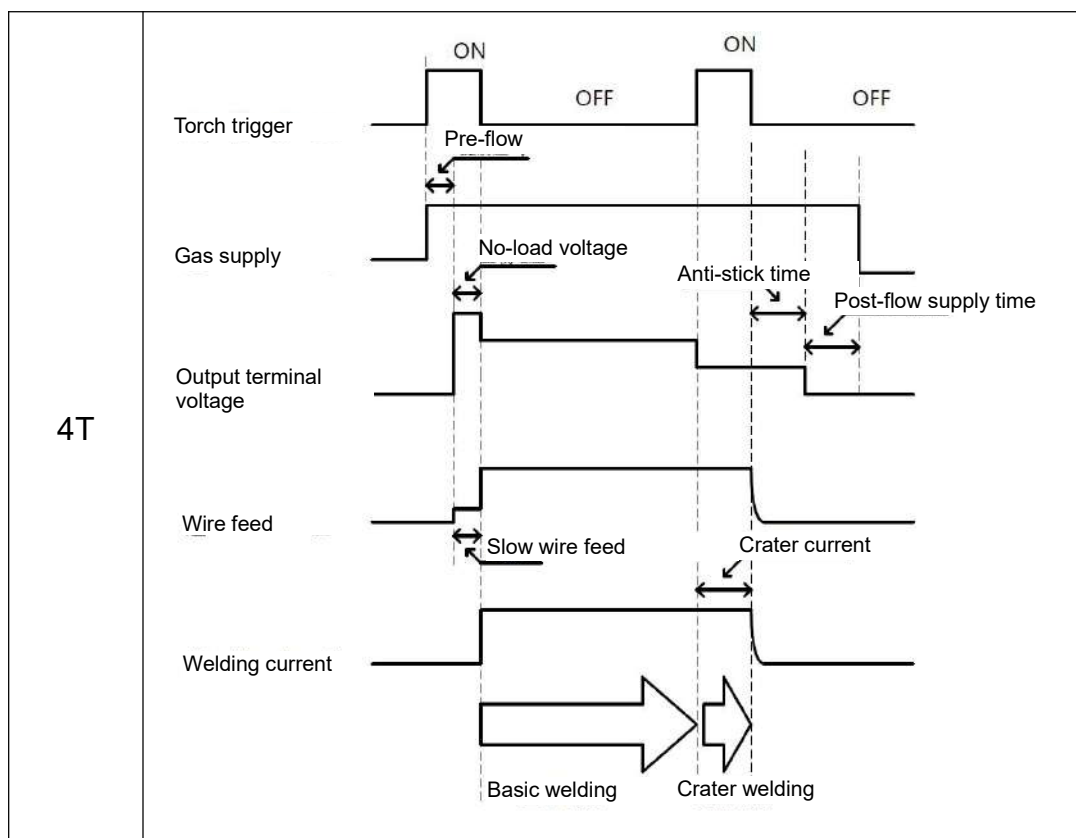 4T
ON
ON
OFF
OFF
Torch trigger
Pre-flow
Gas supply
No-load voltage
Anti-stick time
Post-flow supply time
Output terminal
voltage
Wire feed
Slow wire feed
Crater current
Welding current
Basic welding
Crater welding